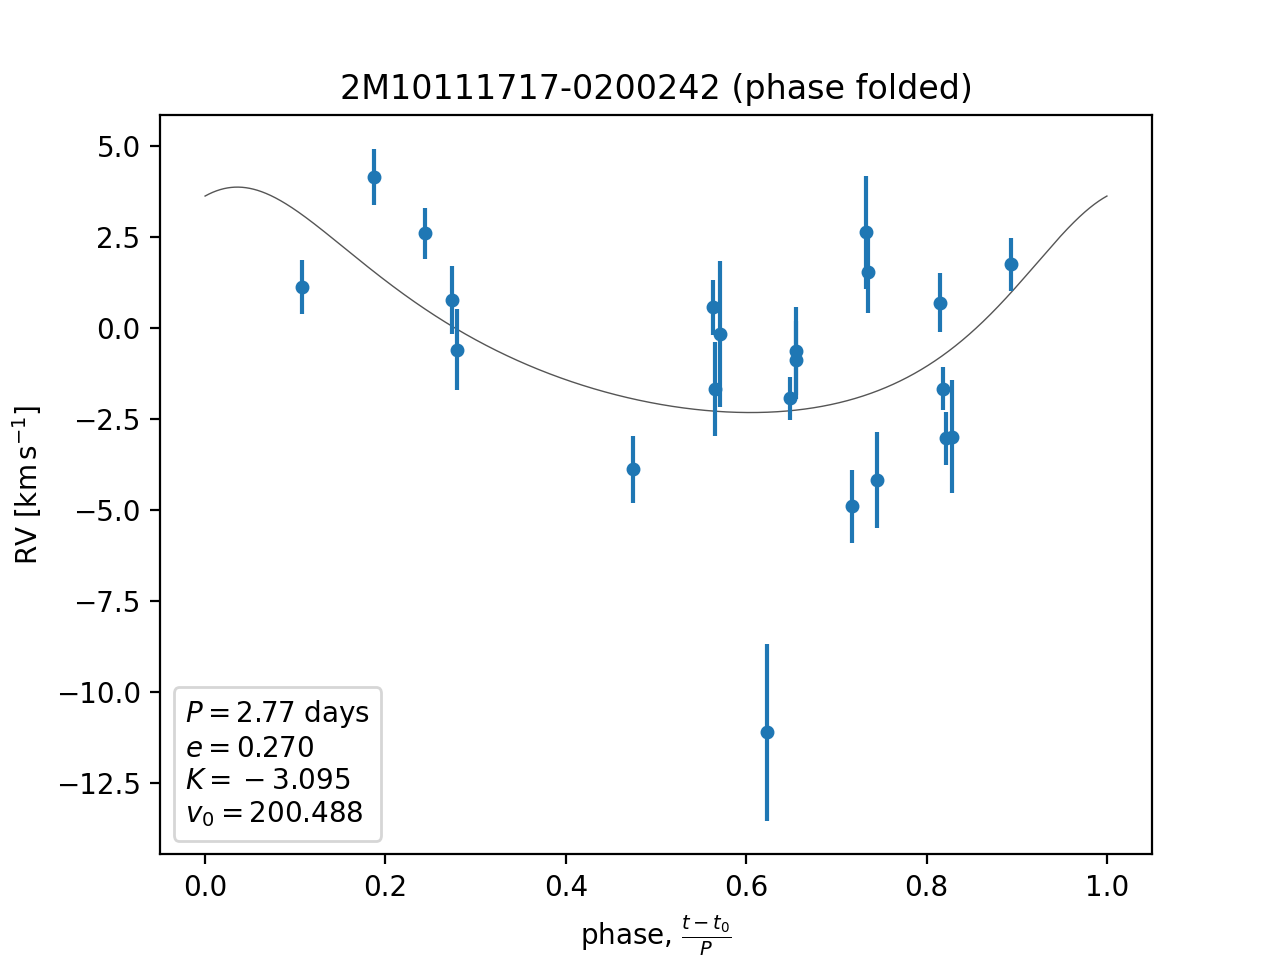 2M10111717-0200242 (phase folded)
RV [km s⁻¹]
5.0
2.5
0.0
−2.5
−5.0
−7.5
−10.0
−12.5
P = 2.77 days
e = 0.270
K = −3.095
v₀ = 200.488
0.0 0.2 0.4 0.6 0.8 1.0
phase, (t − t₀)/P